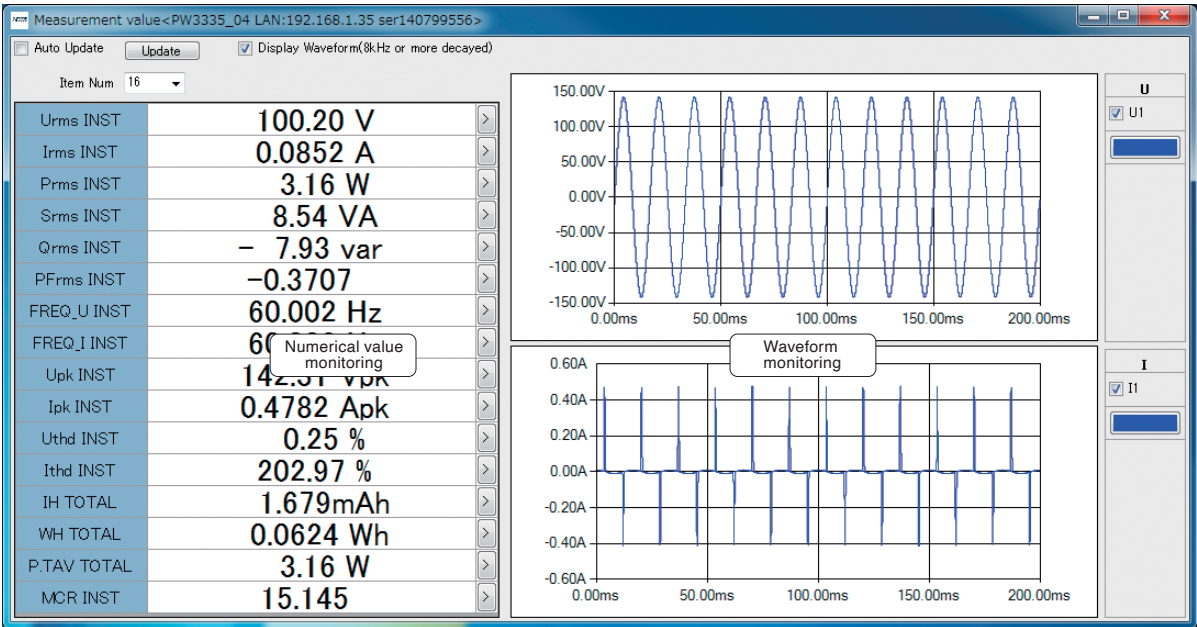 Measurement value<PW3335_04 LAN:192.168.1.35 ser140799556>
Auto Update Update Display Waveform(8kHz or more decayed)
Item Num 16
Urms INST 100.20 V
Irms INST 0.0852 A
Prms INST 3.16 W
Srms INST 8.54 VA
Qrms INST - 7.93 var
PFrms INST -0.3707
FREQ_U INST 60.002 Hz
FREQ_I INST
Numerical value
monitoring
Upk INST Vpk
Ipk INST 0.4782 Apk
Uthd INST 0.25 %
Ithd INST 202.97 %
IH TOTAL 1.679mAh
WH TOTAL 0.0624 Wh
P.TAV TOTAL 3.16 W
MCR INST 15.145
150.00V
100.00V
50.00V
0.00V
-50.00V
-100.00V
-150.00V
0.00ms 50.00ms 100.00ms 150.00ms 200.00ms
U
U1
Waveform
monitoring
0.60A
0.40A
0.20A
0.00A
-0.20A
-0.40A
-0.60A
0.00ms 50.00ms 100.00ms 150.00ms 200.00ms
I
I1